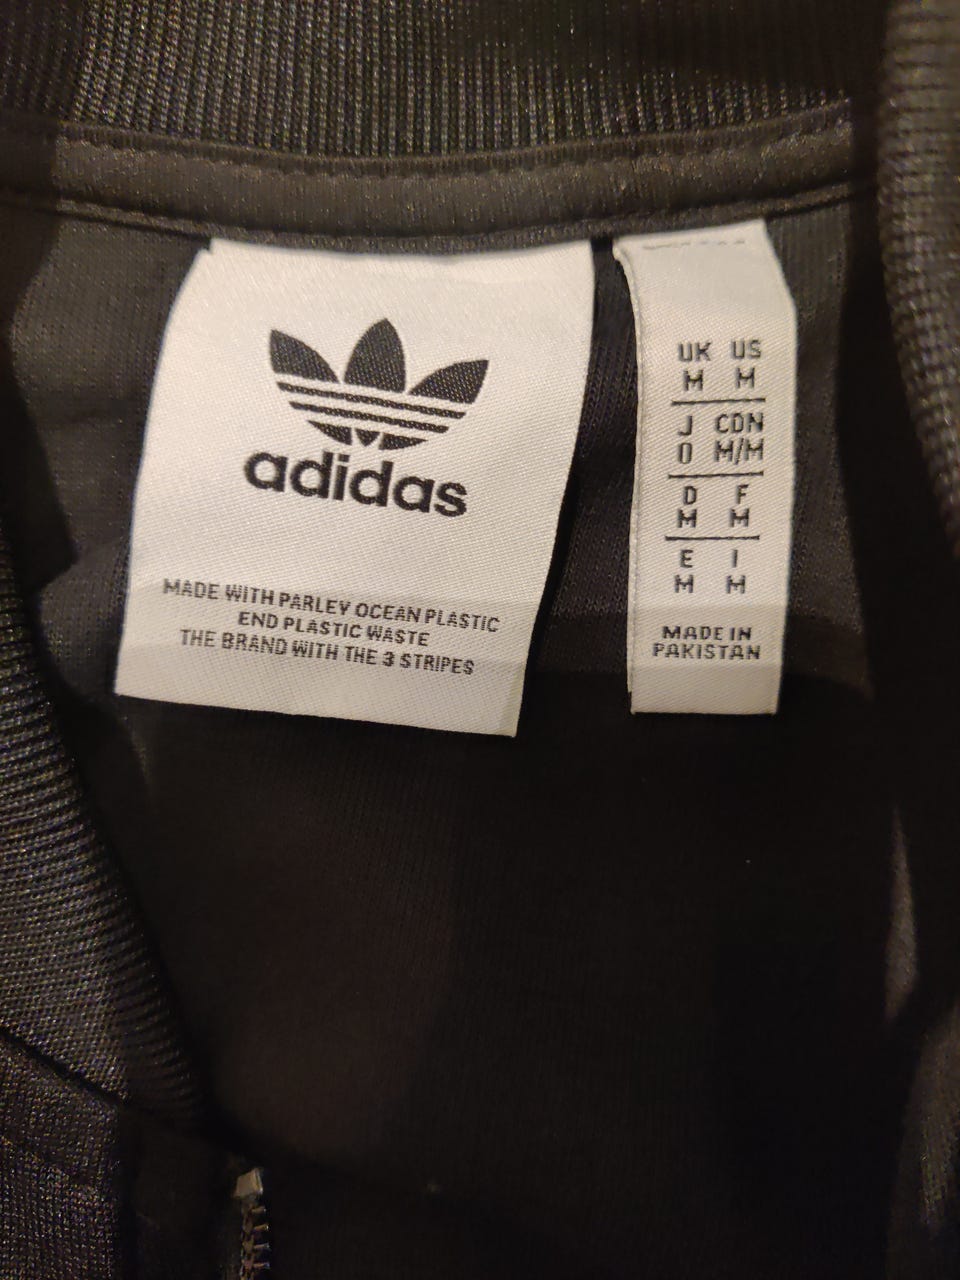 adidas
MADE WITH PARLEY OCEAN PLASTIC
END PLASTIC WASTE
THE BRAND WITH THE 3 STRIPES
UK US
M M
J CDN
O M/M
D F
M M
E I
M M
MADE IN
PAKISTAN